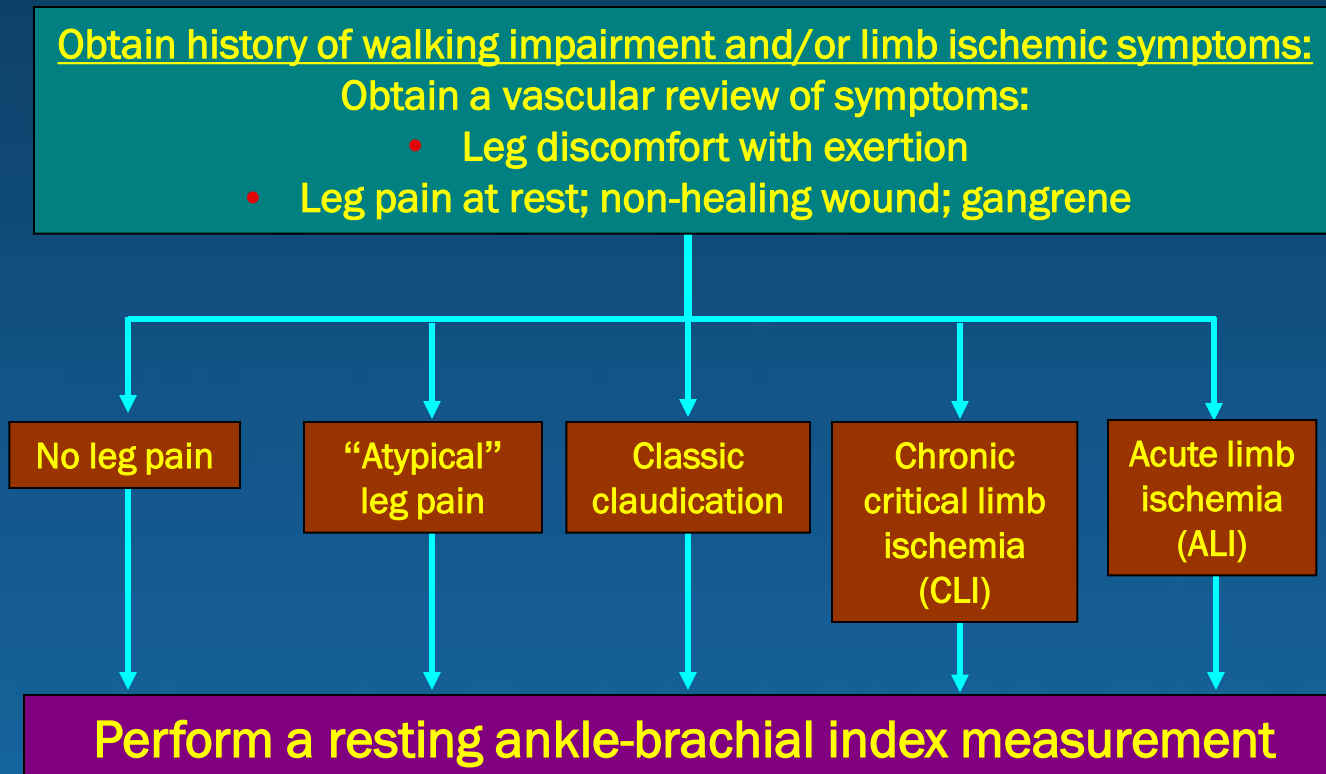 Obtain history of walking impairment and/or limb ischemic symptoms:
Obtain a vascular review of symptoms:
• Leg discomfort with exertion
• Leg pain at rest; non-healing wound; gangrene
No leg pain
“Atypical”
leg pain
Classic
claudication
Chronic
critical limb
ischemia
(CLI)
Acute limb
ischemia
(ALI)
Perform a resting ankle-brachial index measurement